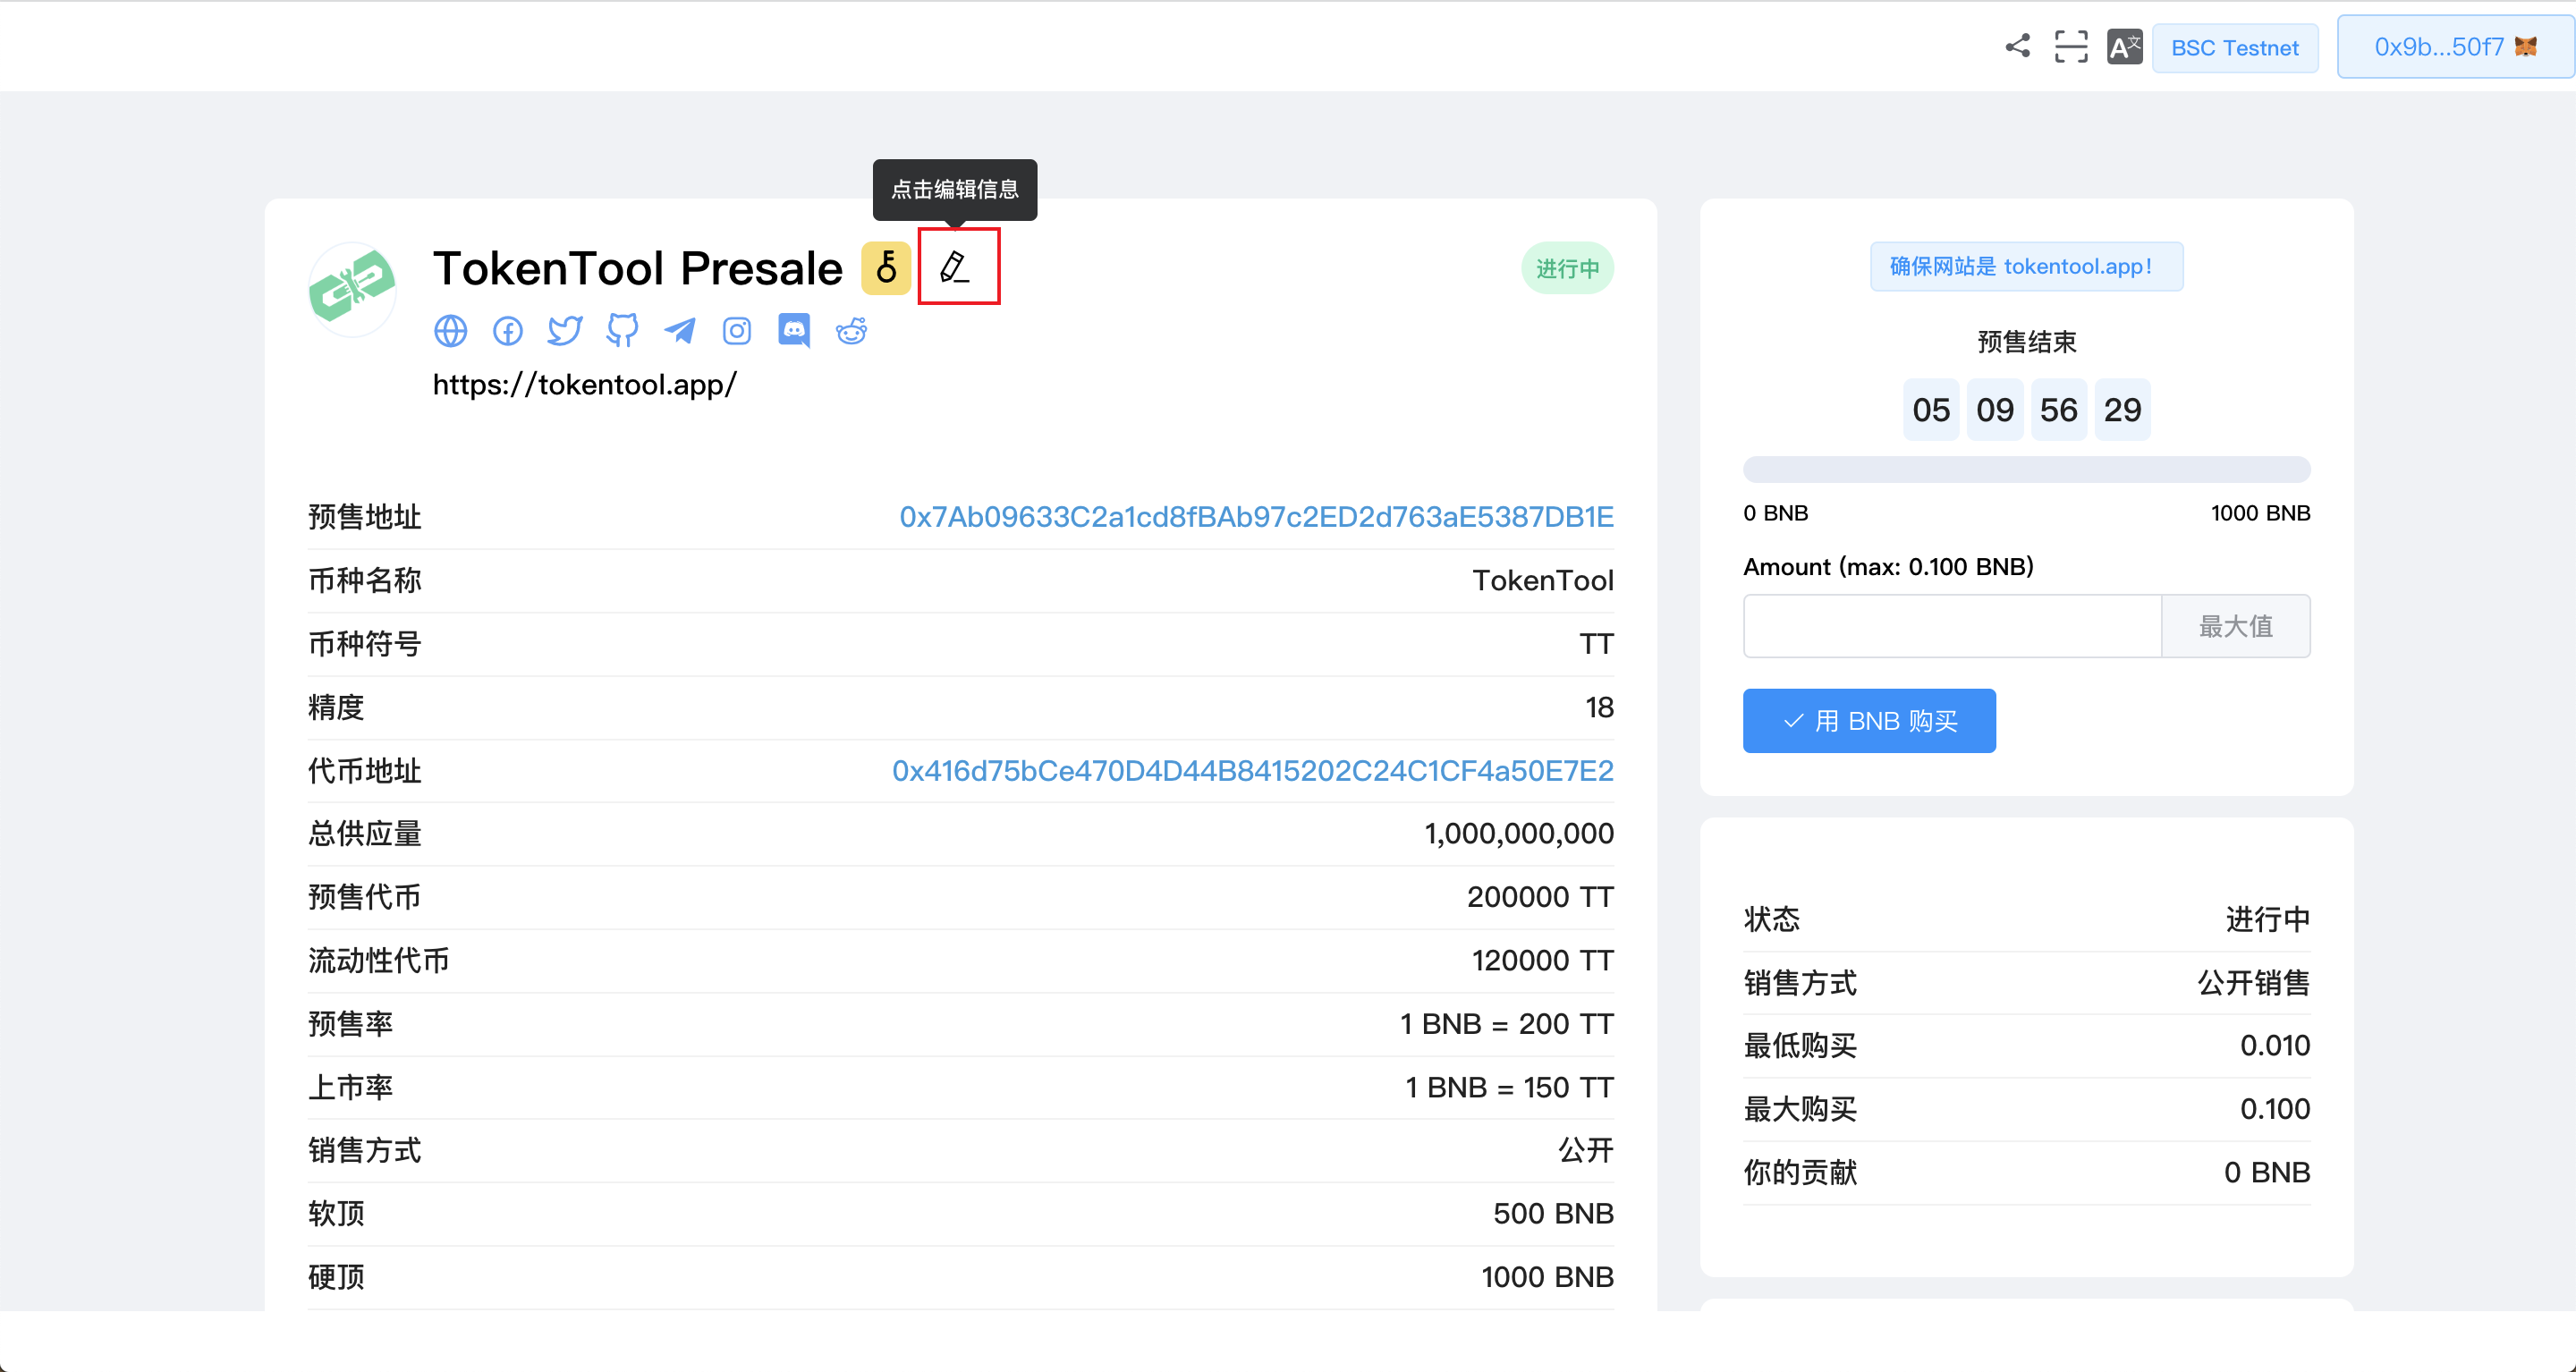 BSC Testnet
0x9b...50f7
点击编辑信息
TokenTool Presale
进行中
https://tokentool.app/
预售地址 0x7Ab09633C2a1cd8fBAb97c2ED2d763aE5387DB1E
币种名称 TokenTool
币种符号 TT
精度 18
代币地址 0x416d75bCe470D4D44B8415202C24C1CF4a50E7E2
总供应量 1,000,000,000
预售代币 200000 TT
流动性代币 120000 TT
预售率 1 BNB = 200 TT
上市率 1 BNB = 150 TT
销售方式 公开
软顶 500 BNB
硬顶 1000 BNB
确保网站是 tokentool.app!
预售结束
05 09 56 29
0 BNB 1000 BNB
Amount (max: 0.100 BNB)
最大值
用 BNB 购买
状态 进行中
销售方式 公开销售
最低购买 0.010
最大购买 0.100
你的贡献 0 BNB